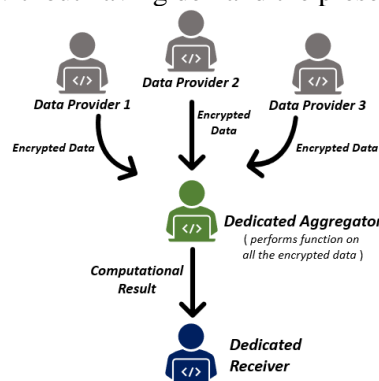 Data Provider 1
Data Provider 2
Data Provider 3
Encrypted Data
Encrypted
Data
Encrypted Data
</>
</>
</>
</>
Dedicated Aggregator
( performs function on
all the encrypted data )
Computational
Result
</>
Dedicated
Receiver